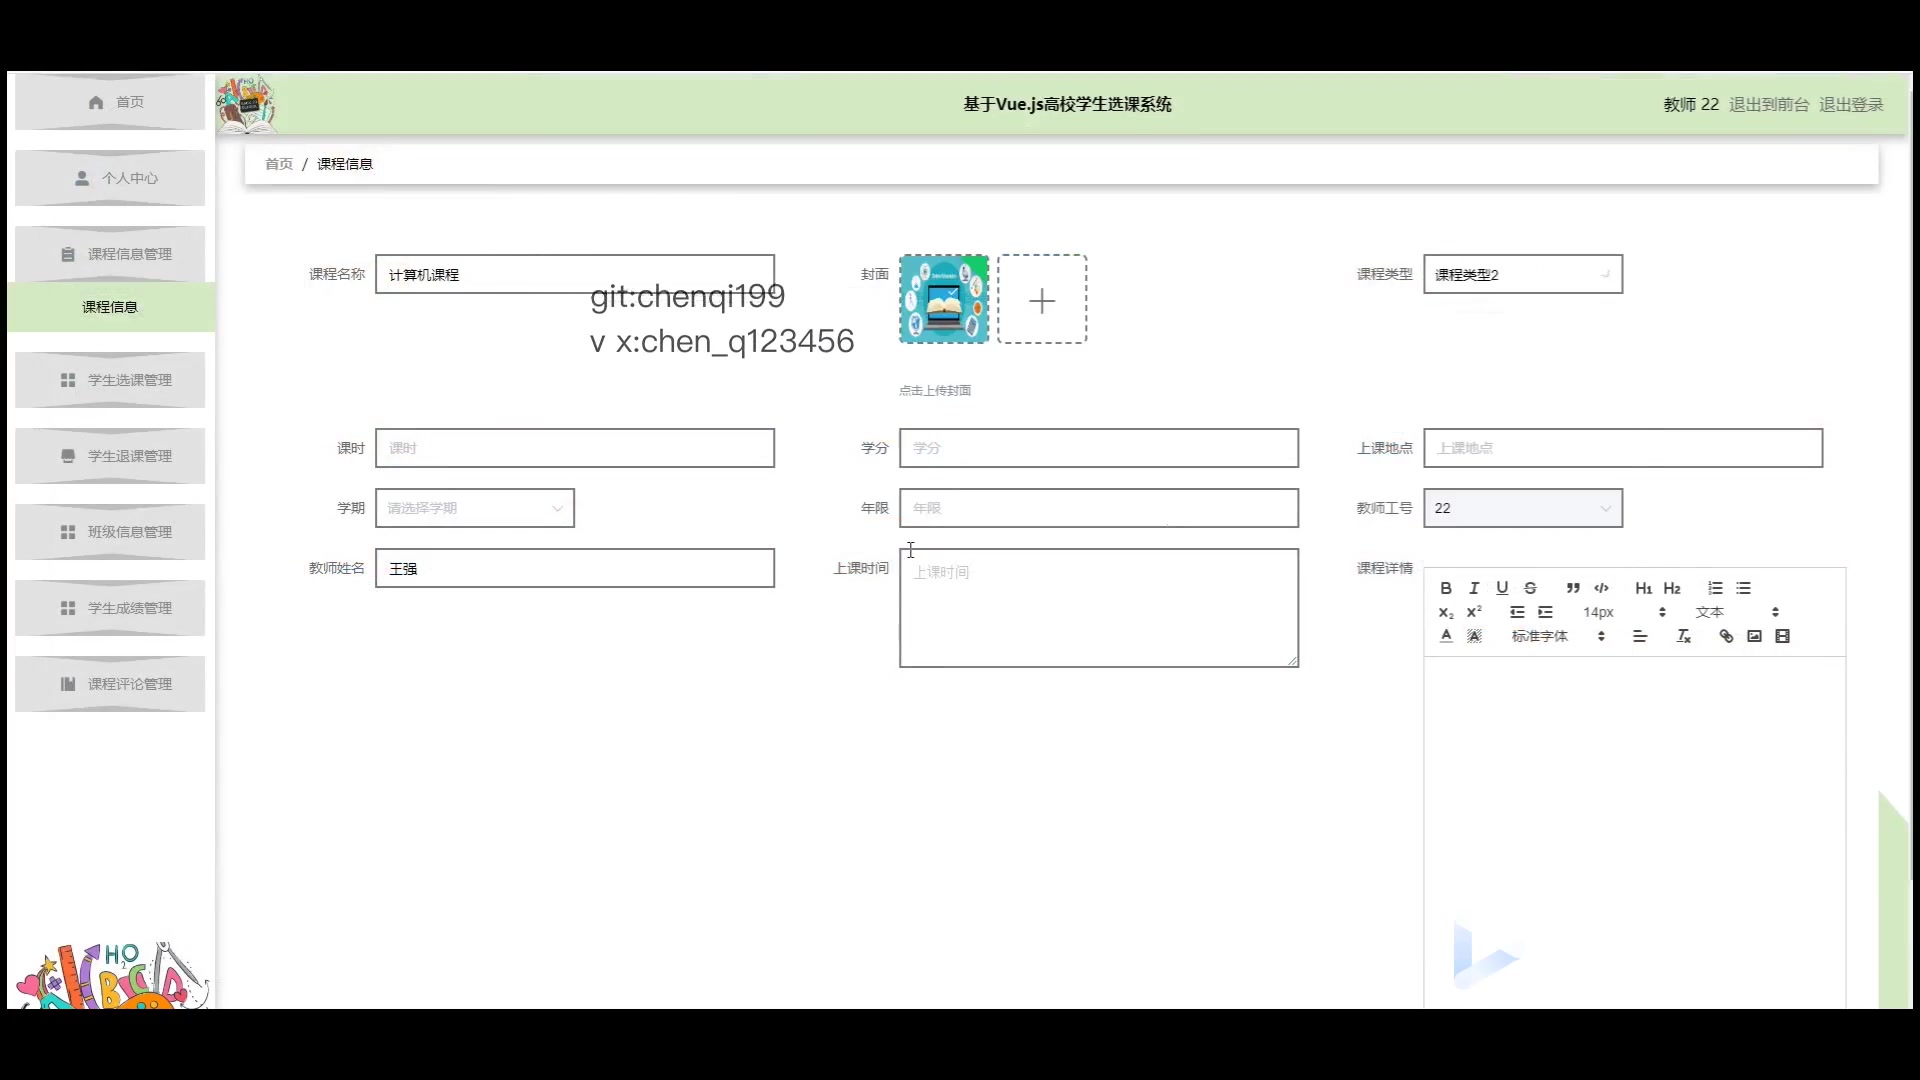 首页
个人中心
课程信息管理
课程信息
学生选课管理
学生退课管理
班级信息管理
学生成绩管理
课程评论管理
基于Vue.js高校学生选课系统
教师 22 退出到前台 退出登录
首页 / 课程信息
课程名称 计算机课程
封面
课程类型 课程类型2
git:chenqi199
v x:chen_q123456
点击上传封面
课时 课时
学分 学分
上课地点 上课地点
学期 请选择学期
年限 年限
教师工号 22
教师姓名 王强
上课时间 上课时间
课程详情
B I U S H1 H2
X2 X2 14px 文本
A A 标准字体 Tx
HO
2
ABCD